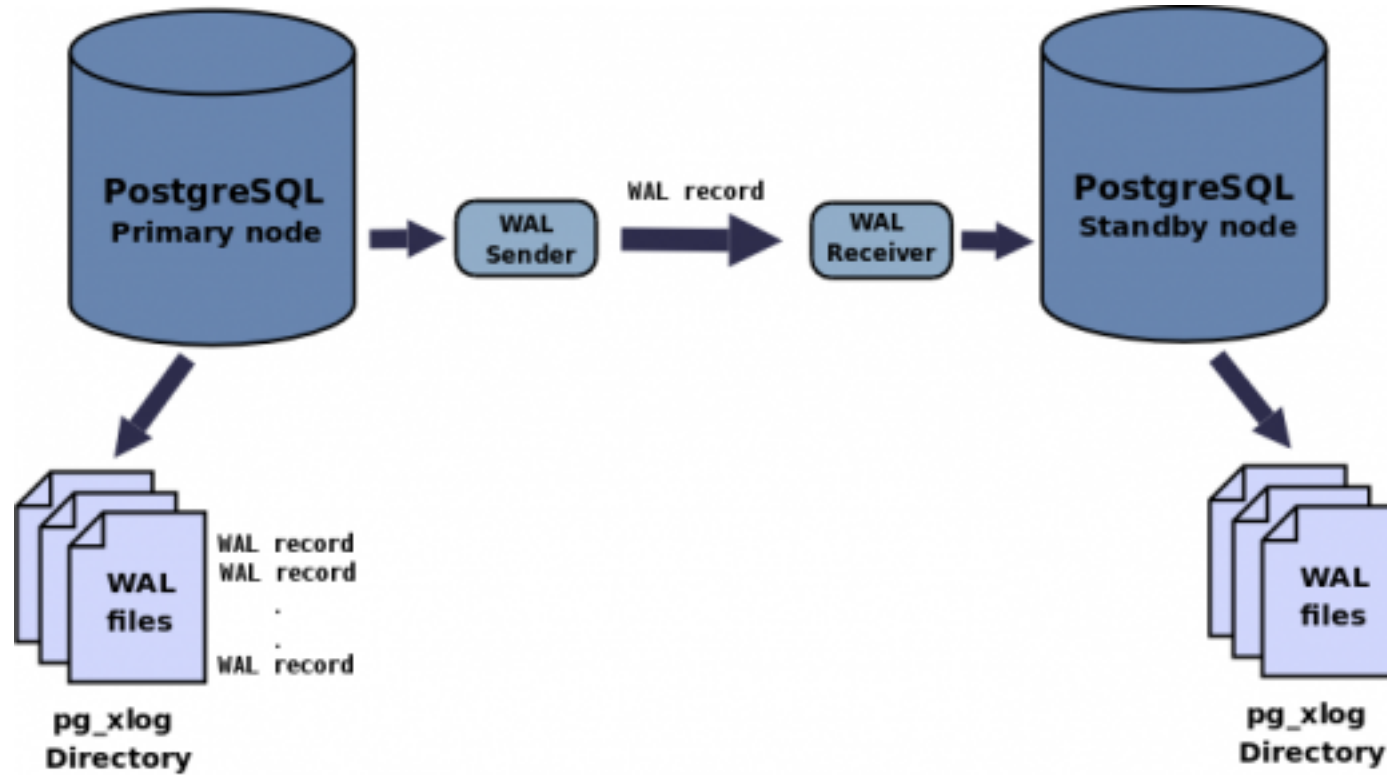 PostgreSQL
Primary node
WAL
Sender
WAL record
WAL
Receiver
PostgreSQL
Standby node
WAL
files
WAL record
WAL record
.
.
WAL record
pg_xlog
Directory
WAL
files
pg_xlog
Directory